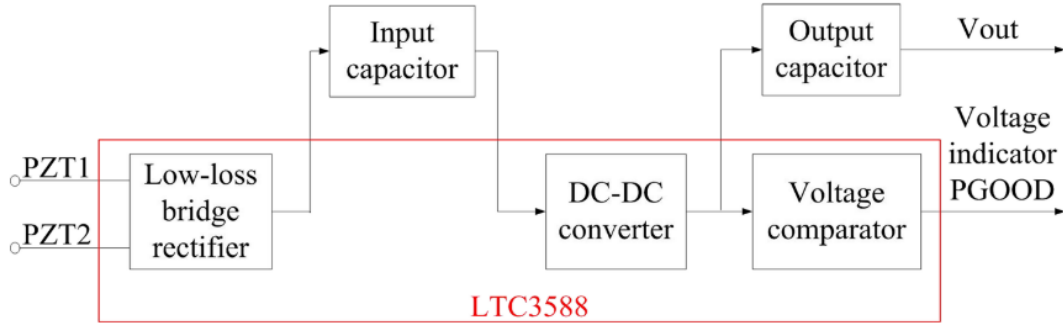 Input
capacitor
Output
capacitor
Vout
Voltage
indicator
PGOOD
PZT1
PZT2
Low-loss
bridge
rectifier
DC-DC
converter
Voltage
comparator
LTC3588